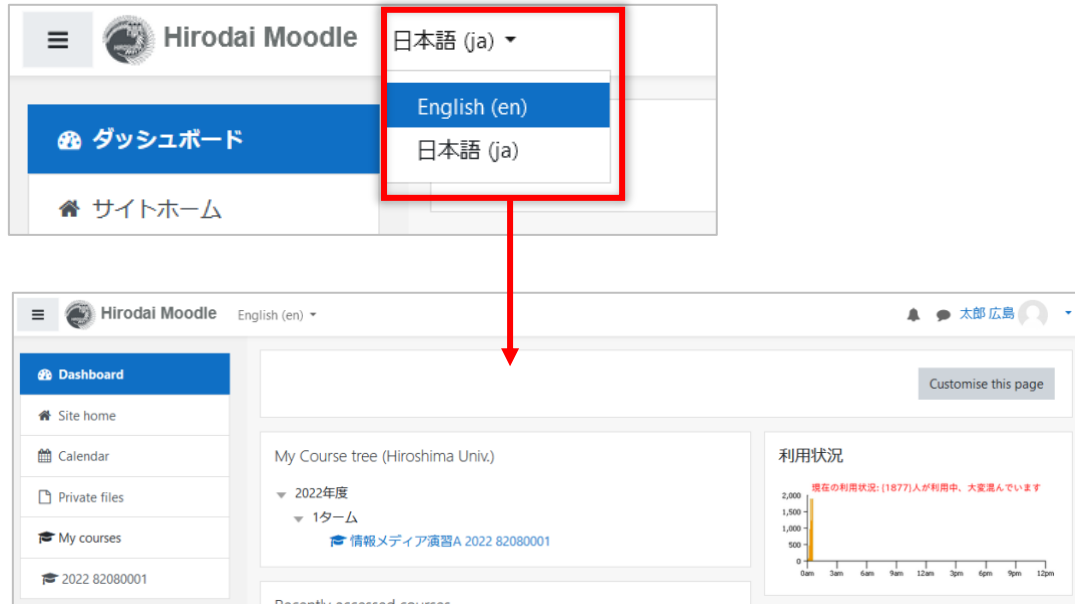 Hirodai Moodle 日本語 (ja)
English (en)
日本語 (ja)
ダッシュボード
サイトホーム
Hirodai Moodle English (en)
太郎 広島
Dashboard
Site home
Calendar
Private files
My courses
2022 82080001
Customise this page
My Course tree (Hiroshima Univ.)
2022年度
1ターム
情報メディア演習A 2022 82080001
Recently accessed courses
利用状況
現在の利用状況: (1877)人が利用中、大変混んでいます
2,000
1,500
1,000
500
0
0am 3am 6am 9am 12am 3pm 6pm 9pm 12pm